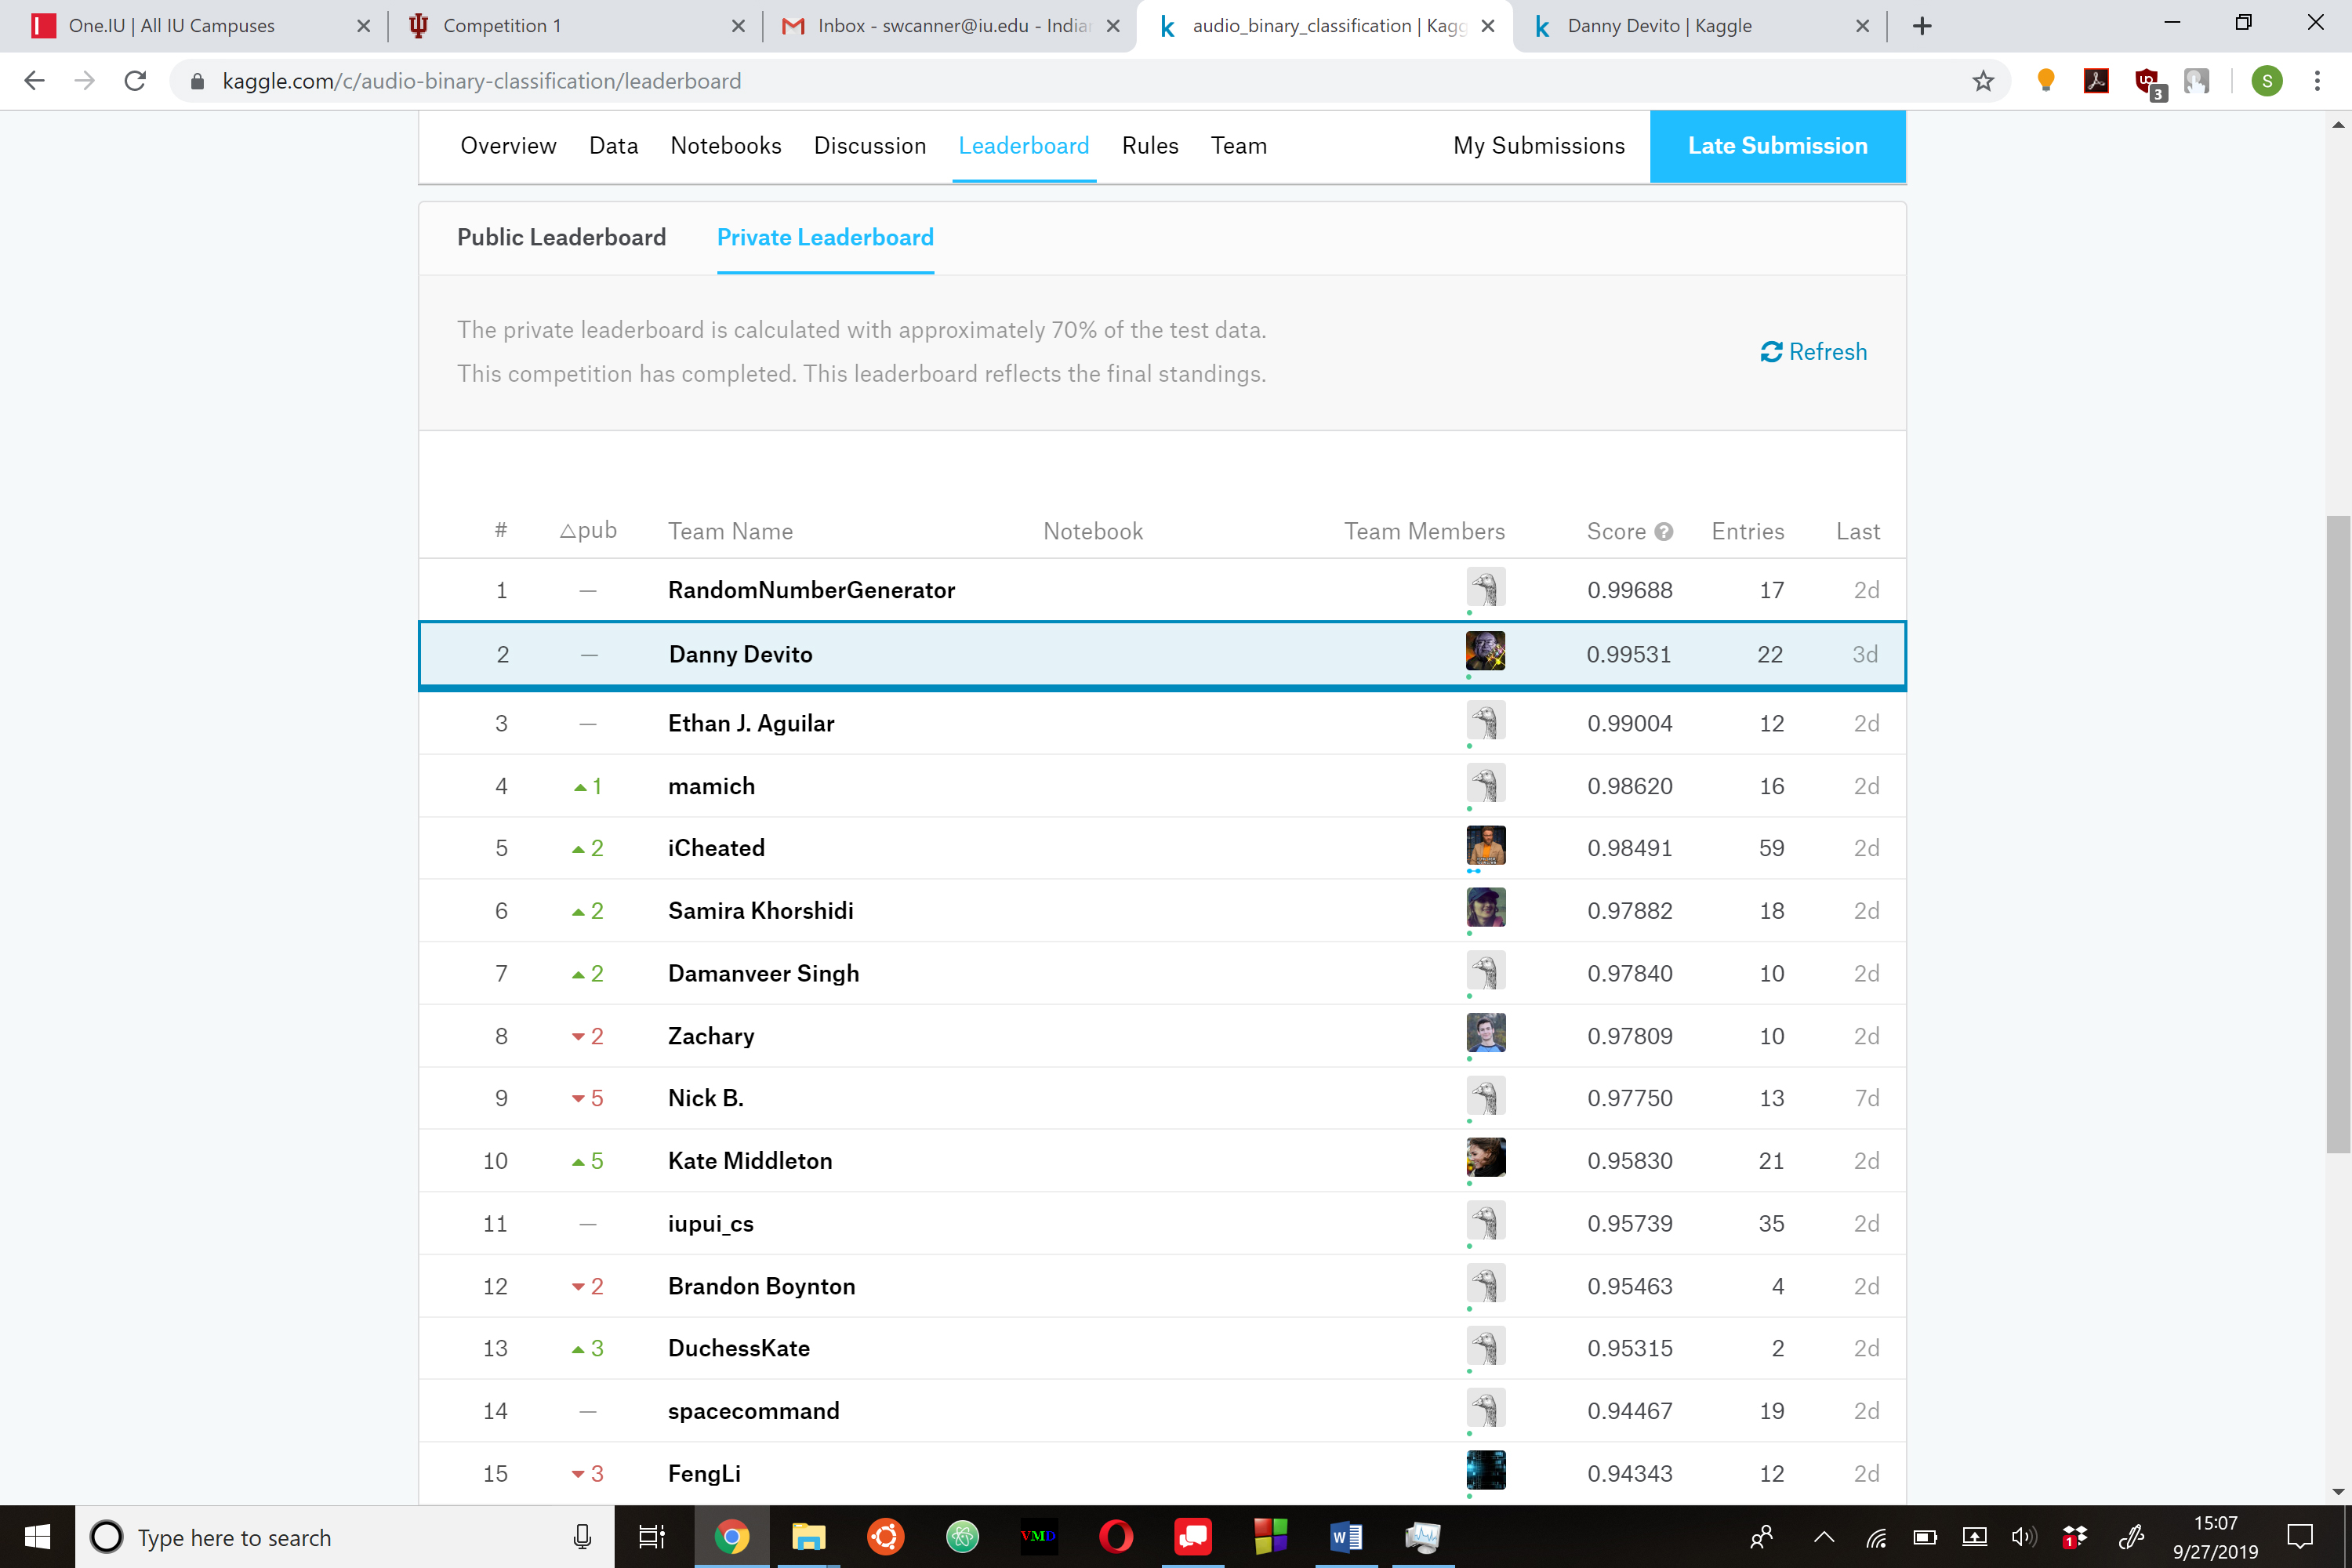 One.IU | All IU Campuses
Competition 1
Inbox - swcanner@iu.edu - Indian
audio_binary_classification | Kagg
Danny Devito | Kaggle
kaggle.com/c/audio-binary-classification/leaderboard
3
S
Overview Data Notebooks Discussion Leaderboard Rules Team My Submissions Late Submission
Public Leaderboard Private Leaderboard
The private leaderboard is calculated with approximately 70% of the test data.
This competition has completed. This leaderboard reflects the final standings.
Refresh
# △pub Team Name Notebook Team Members Score Entries Last
1 — RandomNumberGenerator 0.99688 17 2d
2 — Danny Devito 0.99531 22 3d
3 — Ethan J. Aguilar 0.99004 12 2d
4 ▲1 mamich 0.98620 16 2d
5 ▲2 iCheated 0.98491 59 2d
6 ▲2 Samira Khorshidi 0.97882 18 2d
7 ▲2 Damanveer Singh 0.97840 10 2d
8 ▼2 Zachary 0.97809 10 2d
9 ▼5 Nick B. 0.97750 13 7d
10 ▲5 Kate Middleton 0.95830 21 2d
11 — iupui_cs 0.95739 35 2d
12 ▼2 Brandon Boynton 0.95463 4 2d
13 ▲3 DuchessKate 0.95315 2 2d
14 — spacecommand 0.94467 19 2d
15 ▼3 FengLi 0.94343 12 2d
Type here to search
VMD
1
15:07
9/27/2019